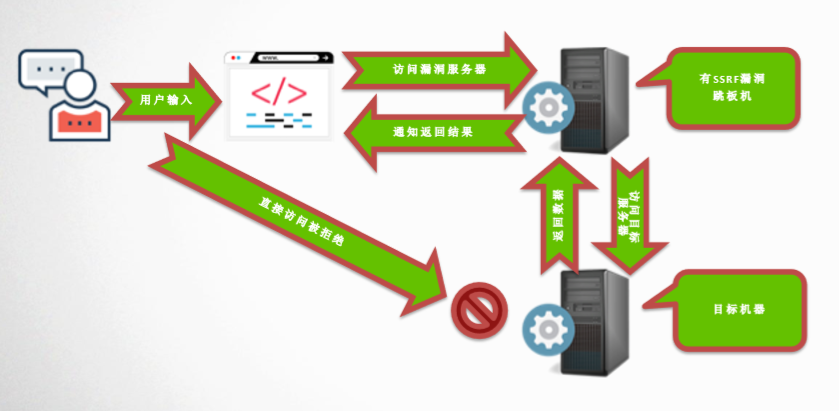 用户输入
www.
</>
访问漏洞服务器
通知返回结果
有SSRF漏洞
跳板机
直接访问被拒绝
返回数据
访问目标
服务器
目标机器